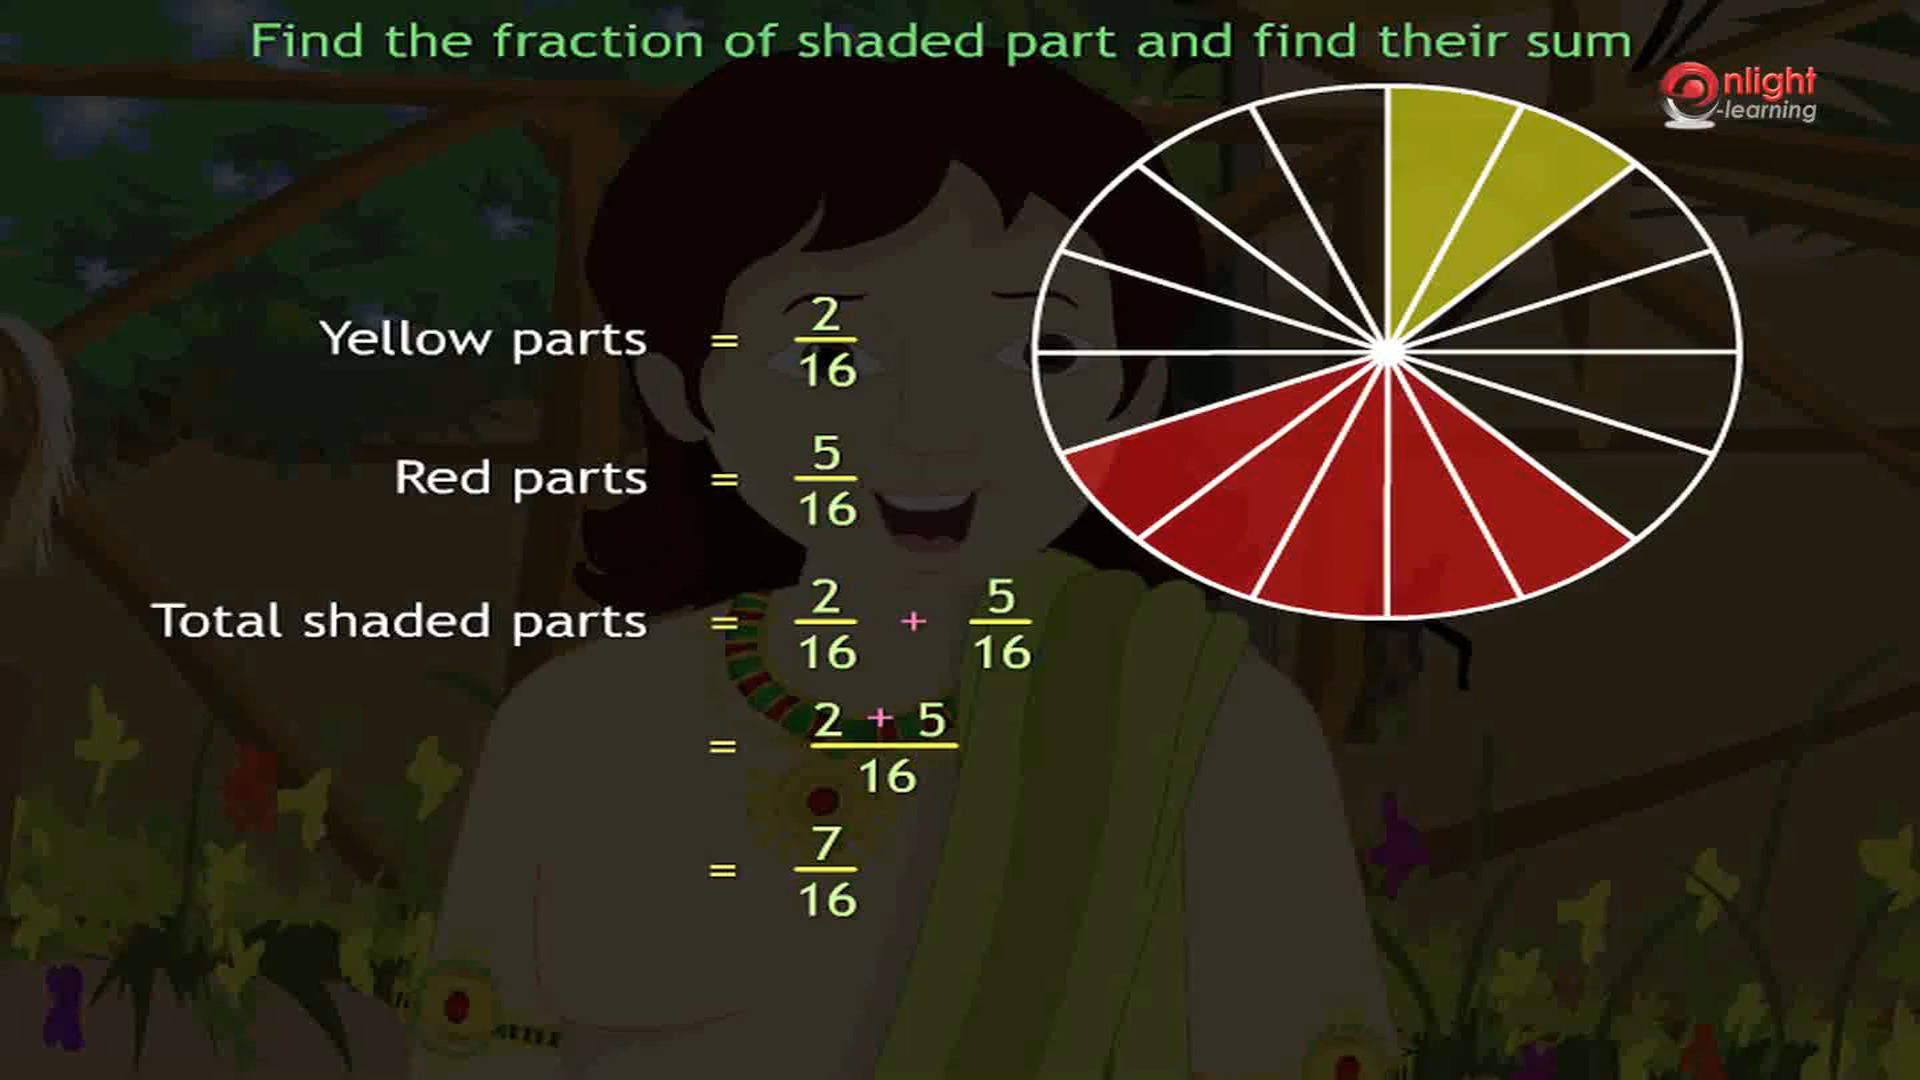 Find the fraction of shaded part and find their sum
nlight
-learning
Yellow parts = 2/16
Red parts = 5/16
Total shaded parts = 2/16 + 5/16
= 2 + 5/16
= 7/16